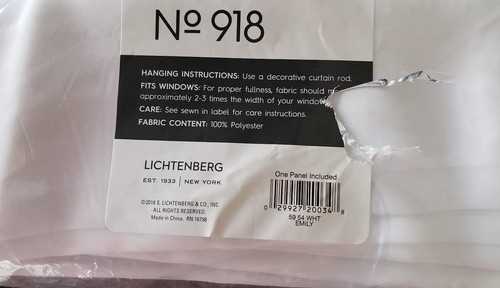 Nº 918
HANGING INSTRUCTIONS: Use a decorative curtain rod.
FITS WINDOWS: For proper fullness, fabric should m
approximately 2-3 times the width of your window
CARE: See sewn in label for care instructions.
FABRIC CONTENT: 100% Polyester
LICHTENBERG
EST. 1933 | NEW YORK
©2018 S. LICHTENBERG & CO., INC.
ALL RIGHTS RESERVED.
Made in China. RN 16798
One Panel Included
0 29927 20034 8
59 54 WHT
EMILY